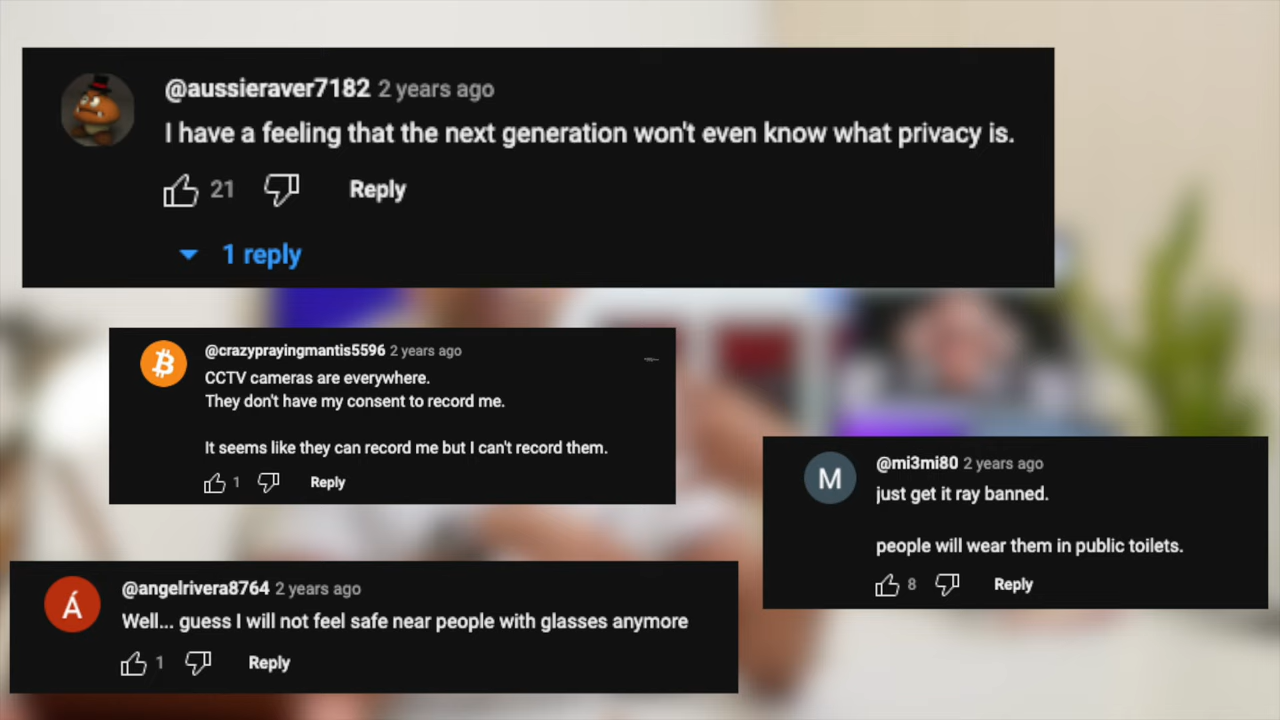 @aussieraver7182 2 years ago
I have a feeling that the next generation won't even know what privacy is.
21 Reply
1 reply
@crazyprayingmantis5596 2 years ago
CCTV cameras are everywhere.
They don't have my consent to record me.
It seems like they can record me but I can't record them.
1 Reply
M
@mi3mi80 2 years ago
just get it ray banned.
people will wear them in public toilets.
8 Reply
Á
@angelrivera8764 2 years ago
Well... guess I will not feel safe near people with glasses anymore
1 Reply